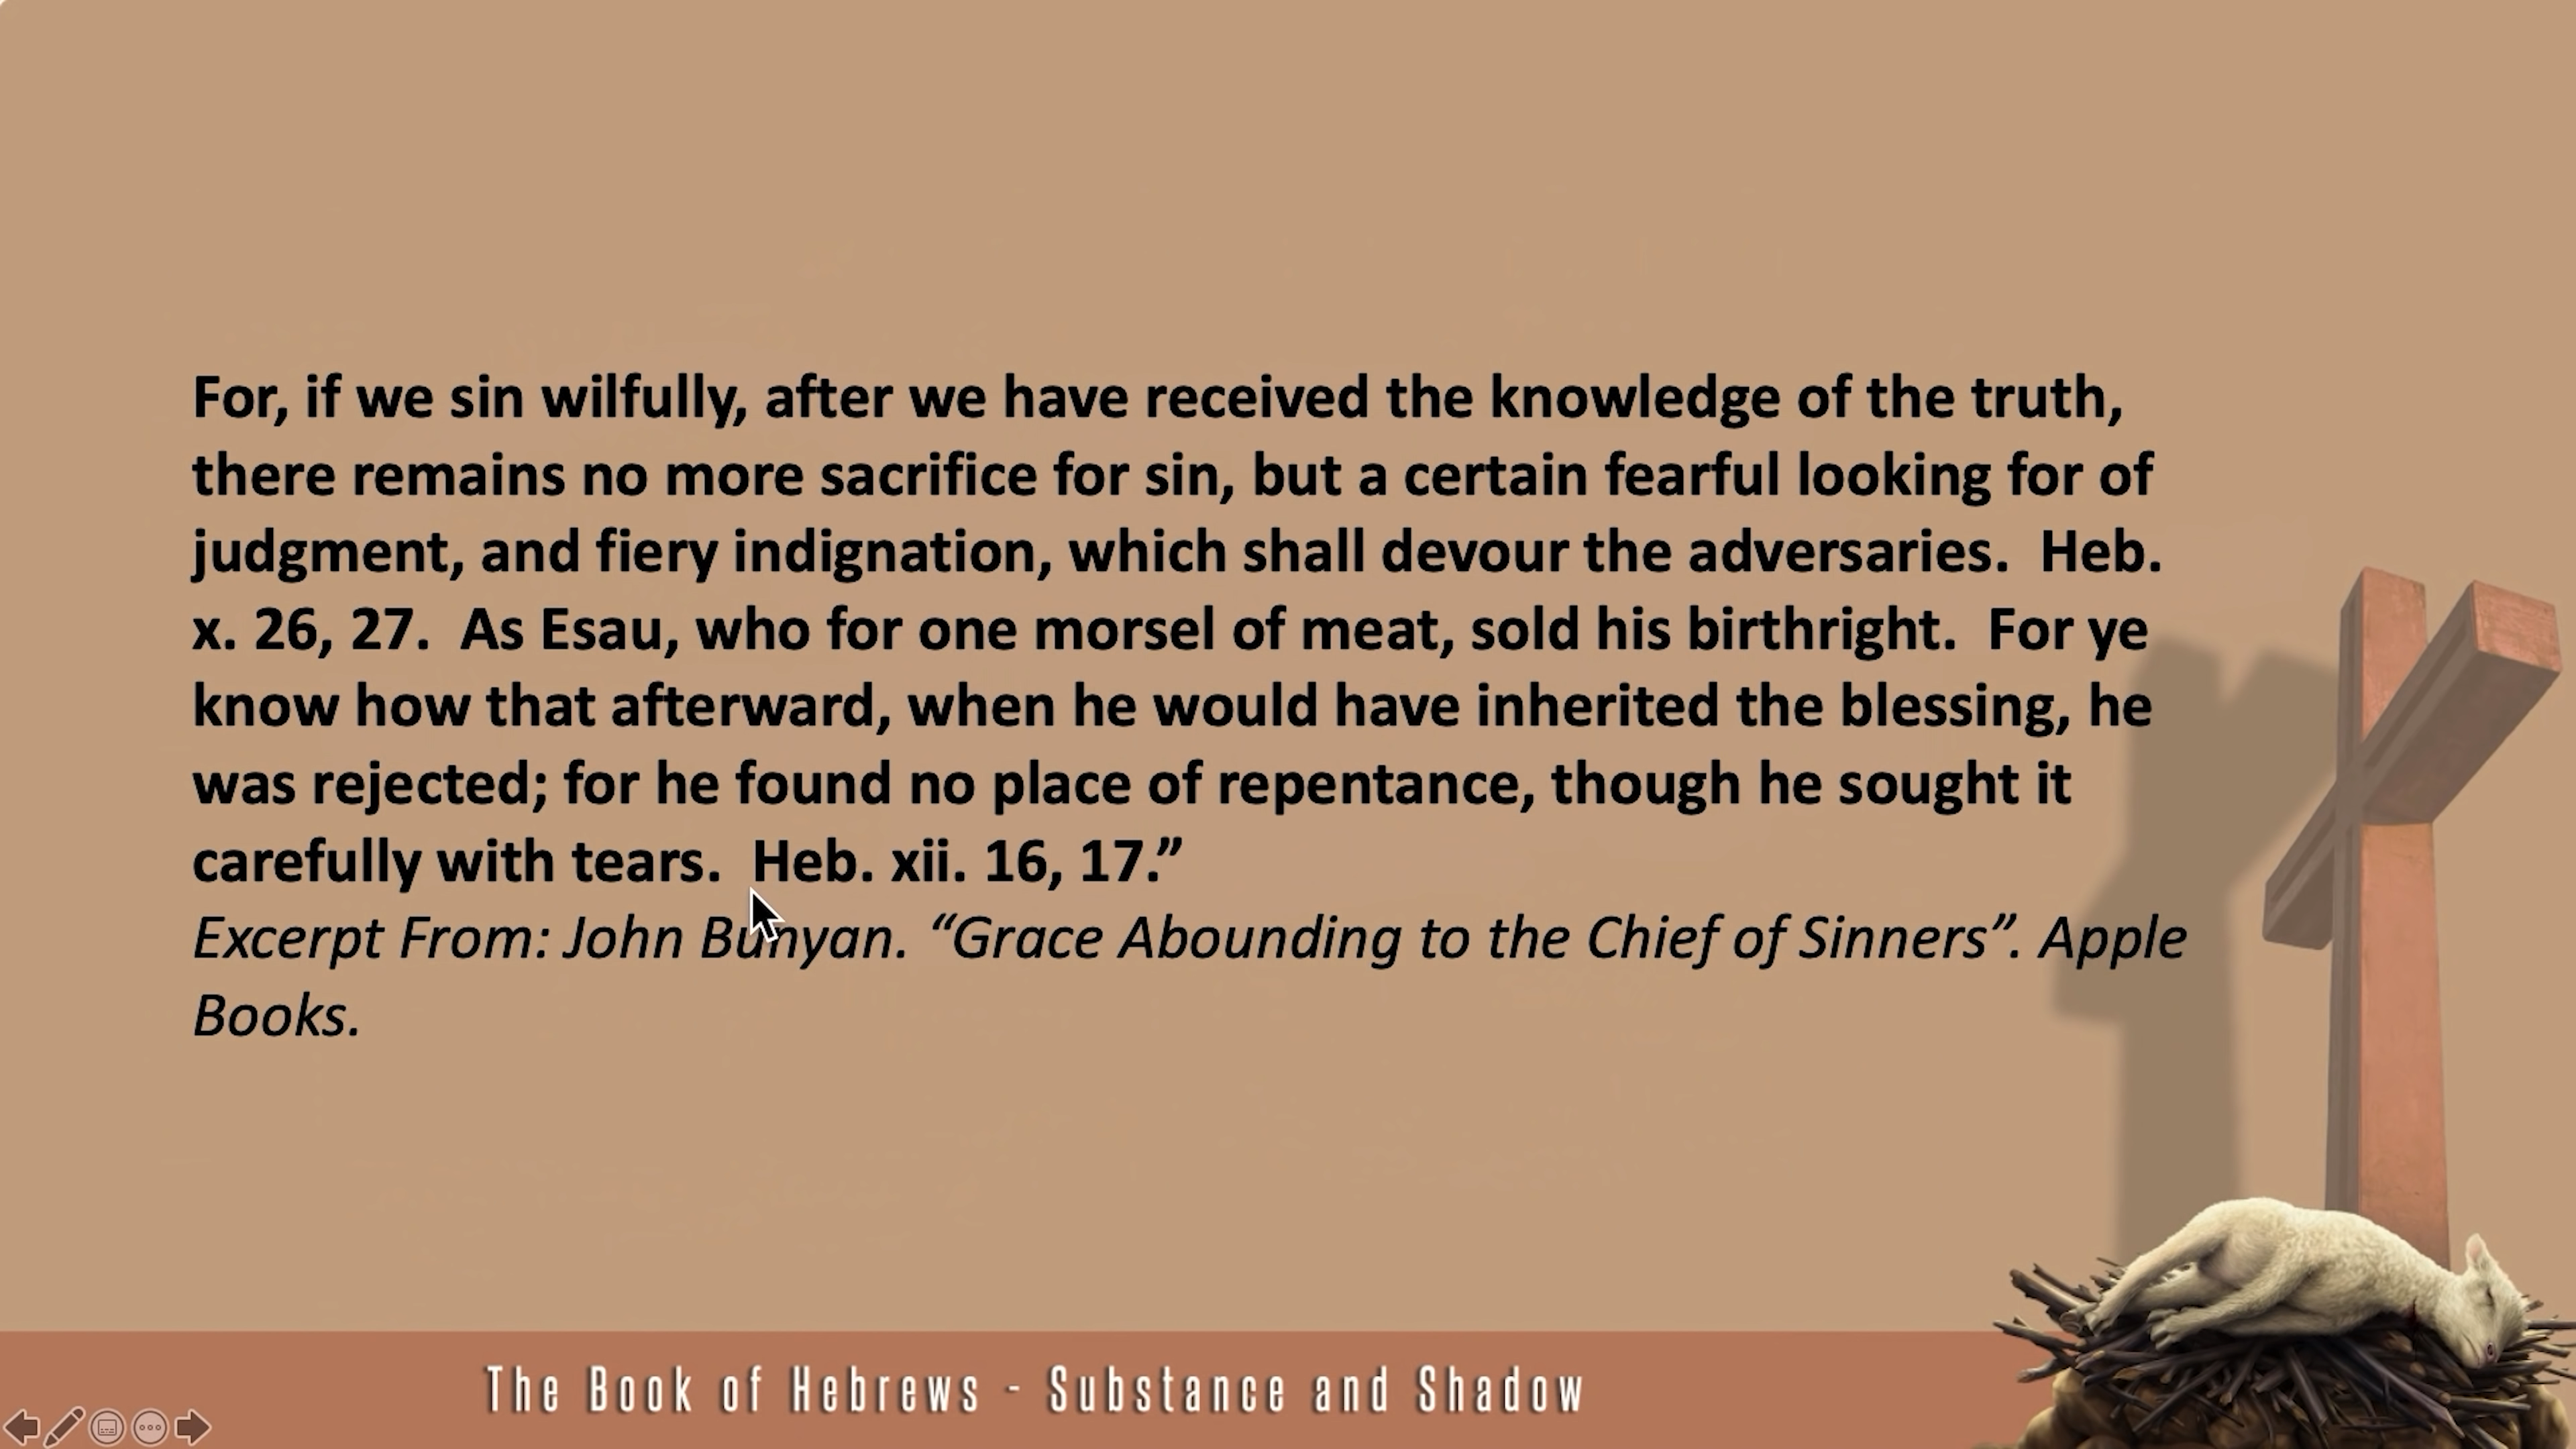 For, if we sin wilfully, after we have received the knowledge of the truth,
there remains no more sacrifice for sin, but a certain fearful looking for of
judgment, and fiery indignation, which shall devour the adversaries.  Heb.
x. 26, 27.  As Esau, who for one morsel of meat, sold his birthright.  For ye
know how that afterward, when he would have inherited the blessing, he
was rejected; for he found no place of repentance, though he sought it
carefully with tears.  Heb. xii. 16, 17.”
Excerpt From: John Bunyan. “Grace Abounding to the Chief of Sinners”. Apple
Books.
The Book of Hebrews - Substance and Shadow